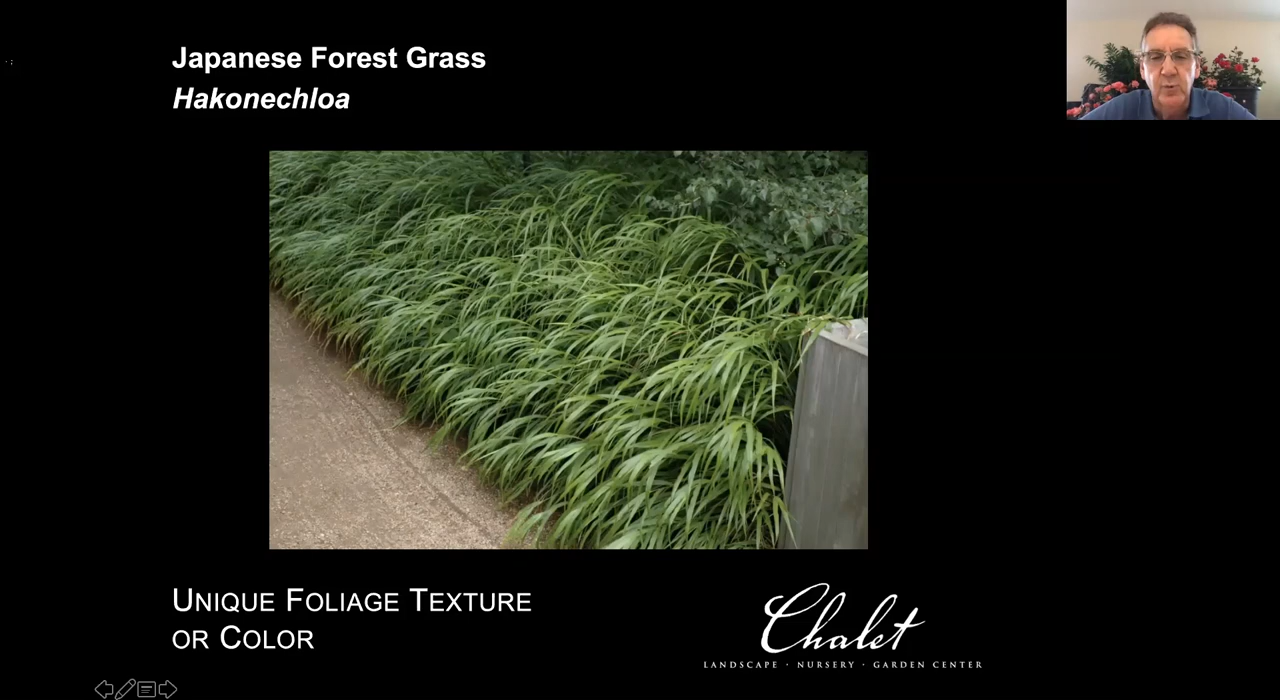 Japanese Forest Grass
Hakonechloa
UNIQUE FOLIAGE TEXTURE
OR COLOR
Chalet
LANDSCAPE · NURSERY · GARDEN CENTER